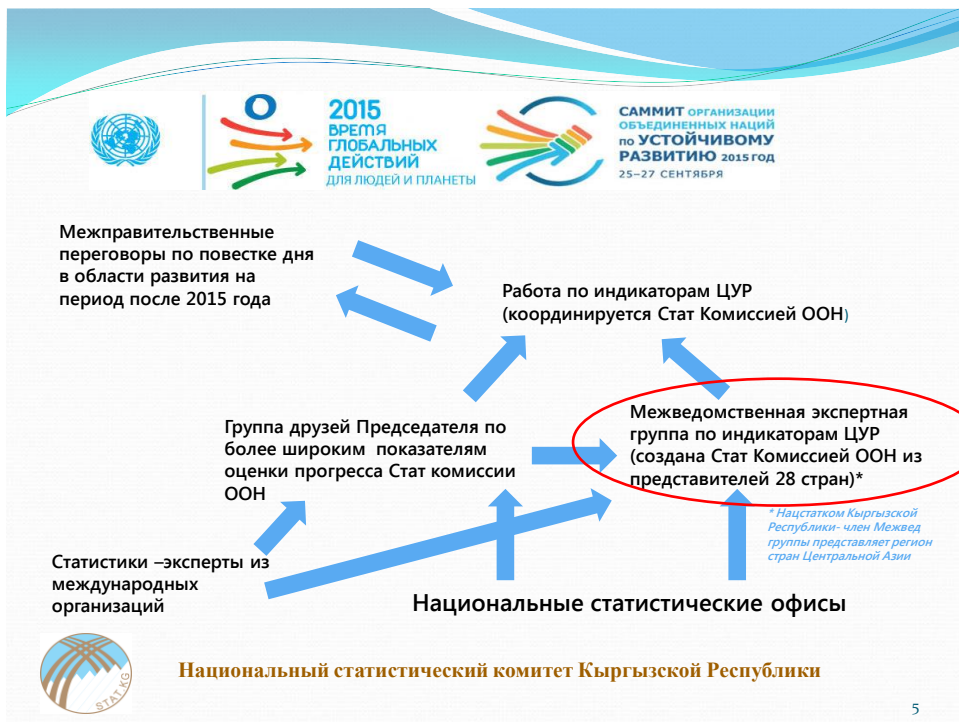 2015
ВРЕМЯ
ГЛОБАЛЬНЫХ
ДЕЙСТВИЙ
ДЛЯ ЛЮДЕЙ И ПЛАНЕТЫ
САММИТ ОРГАНИЗАЦИИ
ОБЪЕДИНЕННЫХ НАЦИЙ
по УСТОЙЧИВОМУ
РАЗВИТИЮ 2015 ГОД
25–27 СЕНТЯБРЯ
Межправительственные
переговоры по повестке дня
в области развития на
период после 2015 года
Работа по индикаторам ЦУР
(координируется Стат Комиссией ООН)
Группа друзей Председателя по
более широким показателям
оценки прогресса Стат комиссии
ООН
Межведомственная экспертная
группа по индикаторам ЦУР
(создана Стат Комиссией ООН из
представителей 28 стран)*
* Нацстатком Кыргызской
Республики- член Межвед
группы представляет регион
стран Центральной Азии
Статистики –эксперты из
международных
организаций
Национальные статистические офисы
STAT.KG
Национальный статистический комитет Кыргызской Республики
5